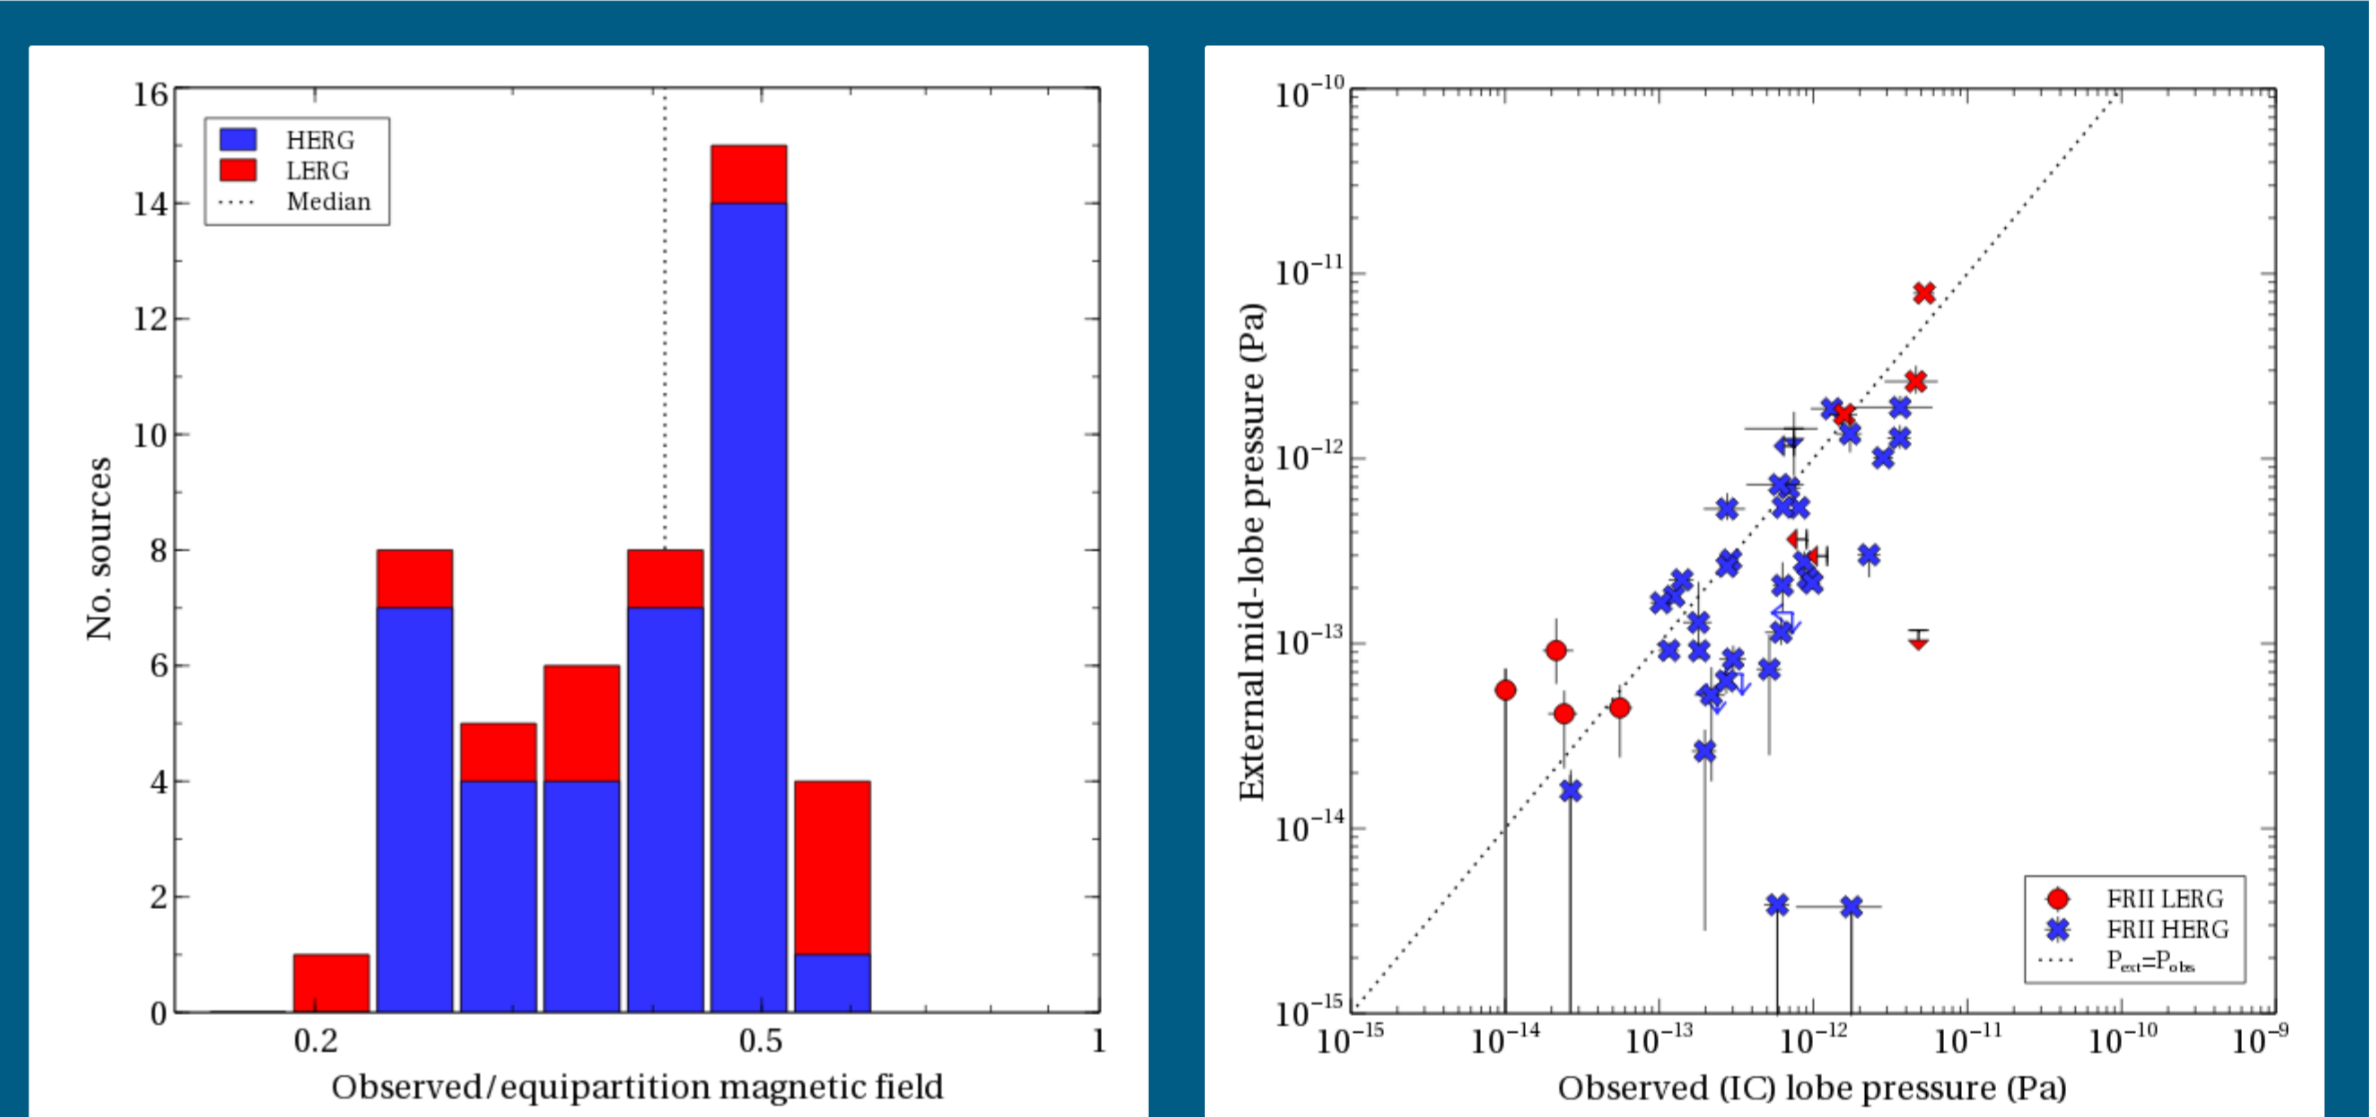 16
14
12
10
8
6
4
2
0
No. sources
HERG
LERG
Median
0.2
0.5
1
Observed/equipartition magnetic field
10⁻¹⁰
10⁻¹¹
10⁻¹²
10⁻¹³
10⁻¹⁴
10⁻¹⁵
External mid-lobe pressure (Pa)
FRII LERG
FRII HERG
Pext=Pobs
10⁻¹⁵
10⁻¹⁴
10⁻¹³
10⁻¹²
10⁻¹¹
10⁻¹⁰
10⁻⁹
Observed (IC) lobe pressure (Pa)